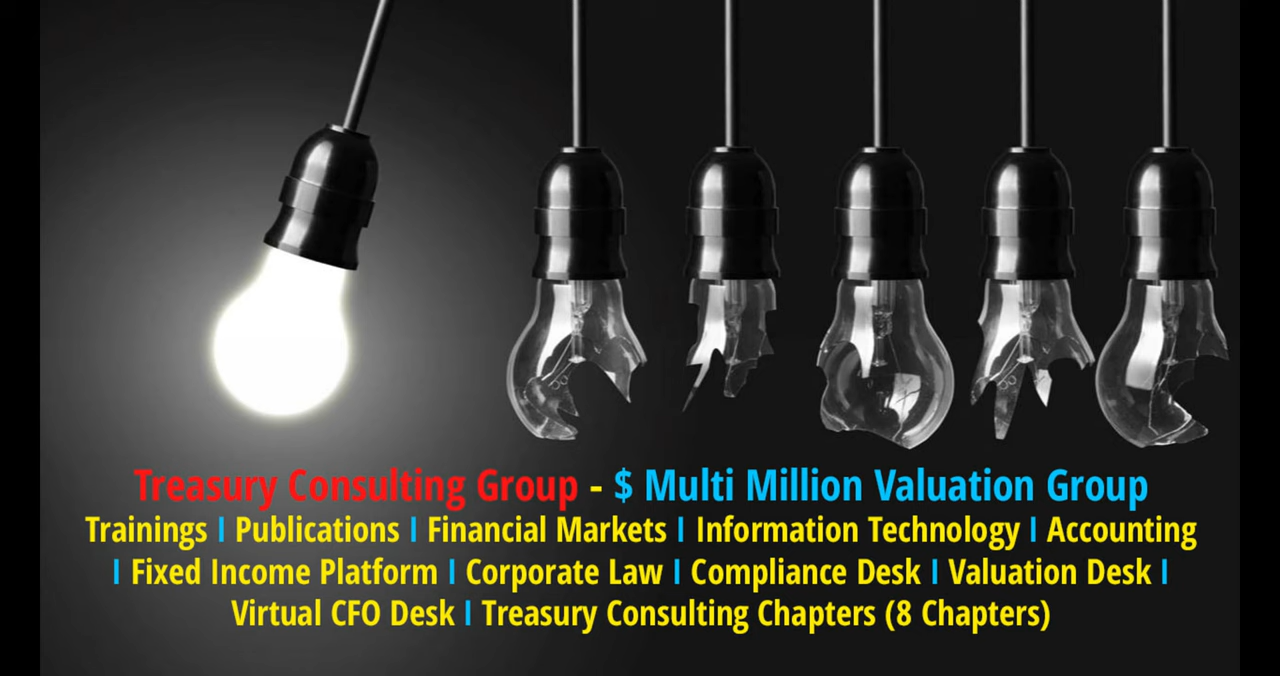 Treasury Consulting Group - $ Multi Million Valuation Group
Trainings I Publications I Financial Markets I Information Technology I Accounting
I Fixed Income Platform I Corporate Law I Compliance Desk I Valuation Desk I
Virtual CFO Desk I Treasury Consulting Chapters (8 Chapters)